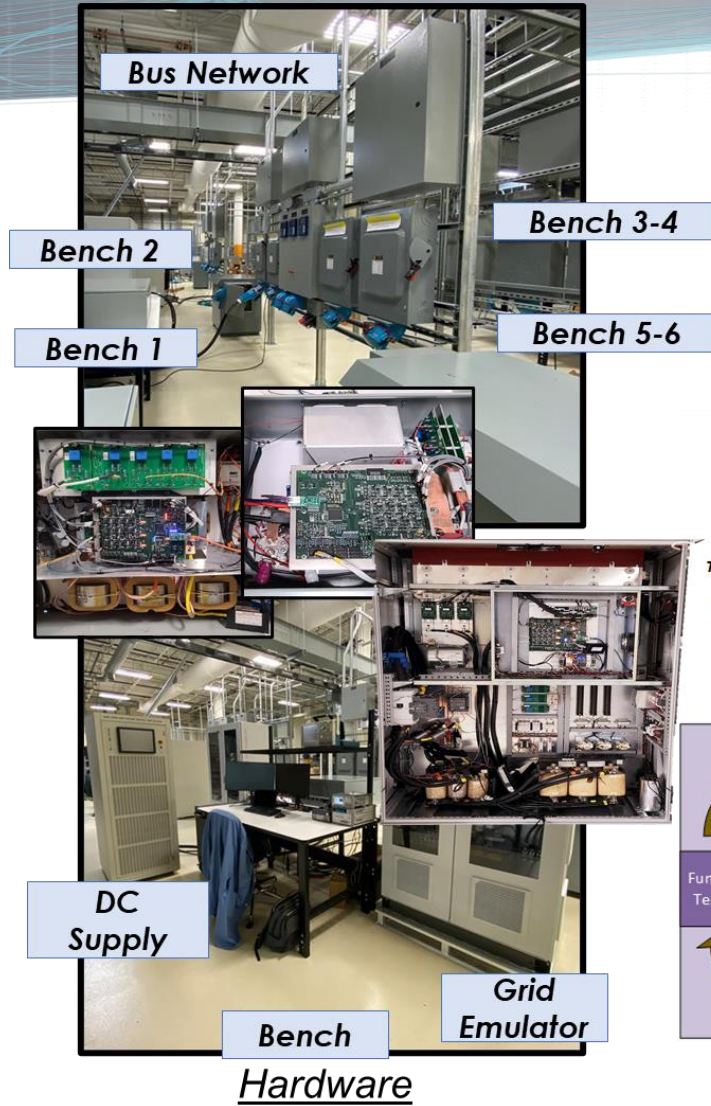 Bus Network
Bench 3-4
Bench 2
Bench 5-6
Bench 1
DC
Supply
Grid
Emulator
Bench
Hardware